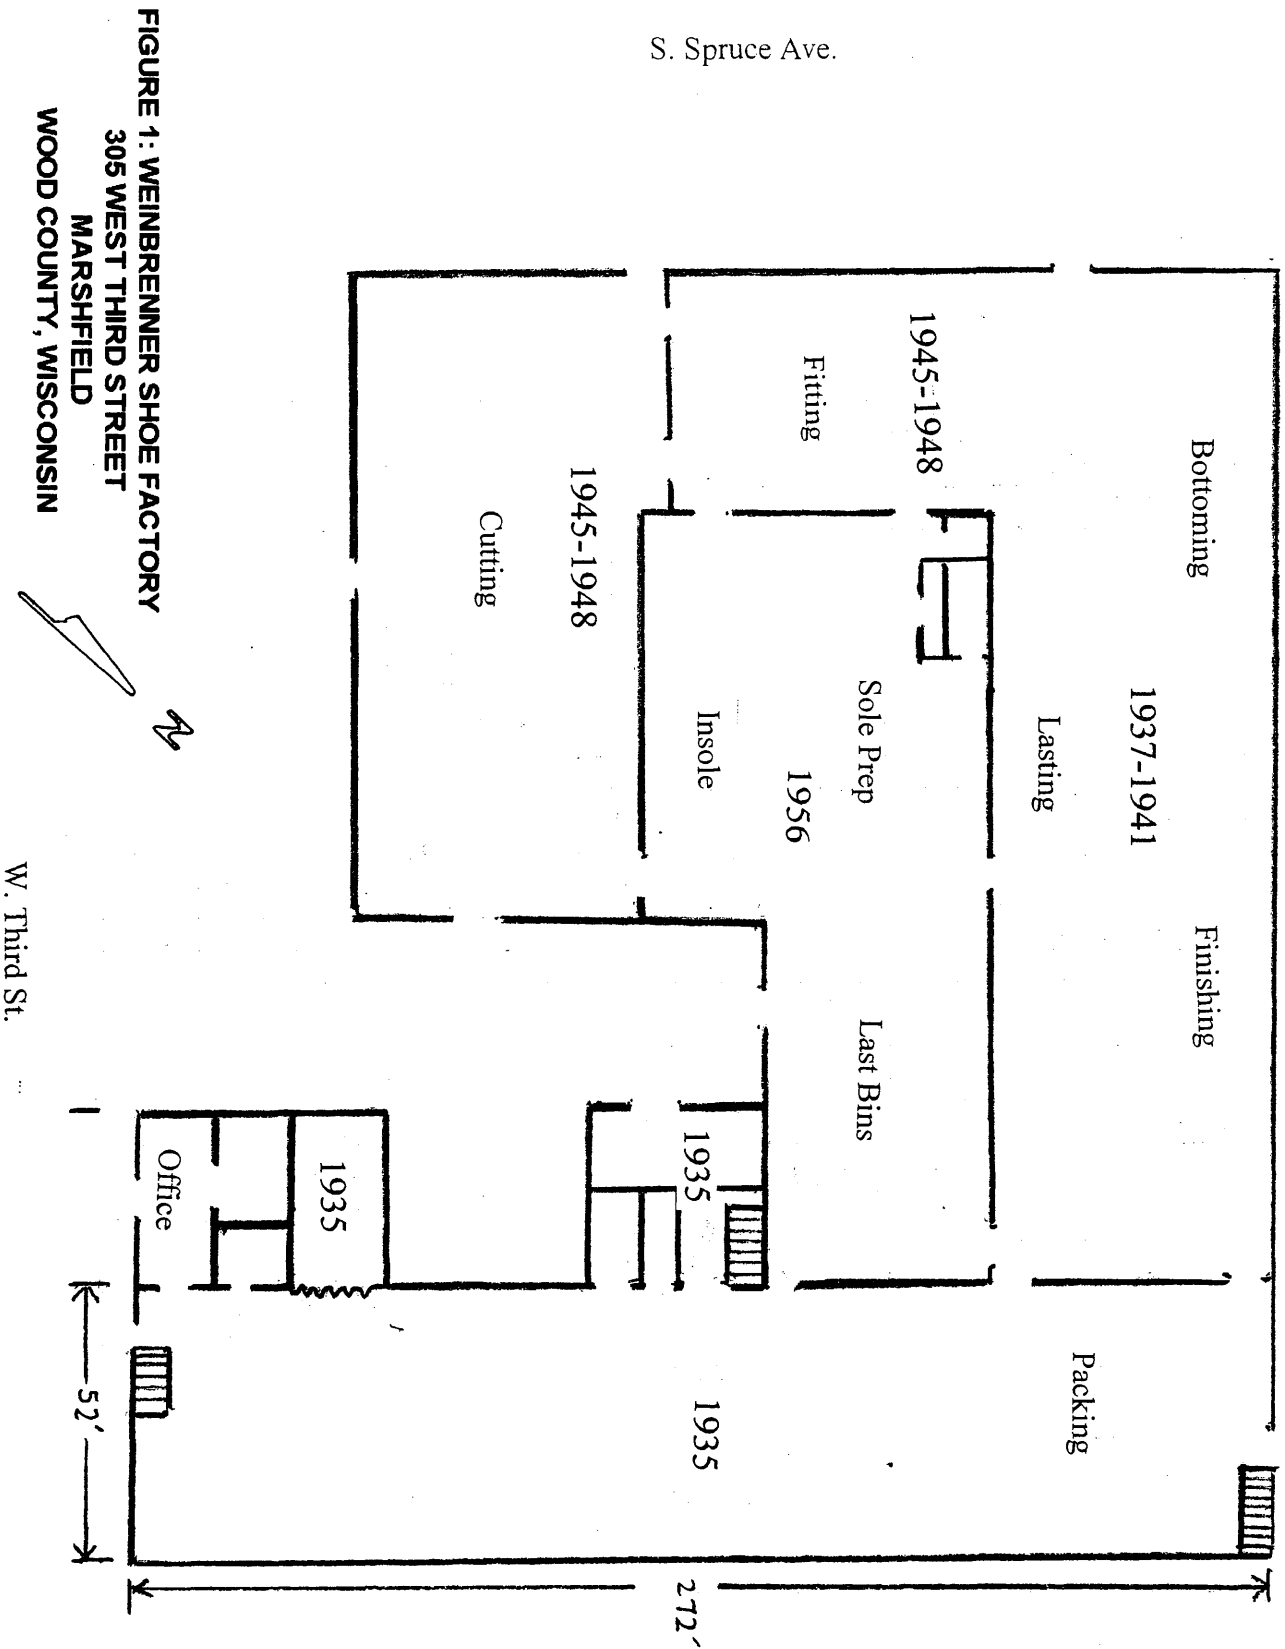 S. Spruce Ave.
FIGURE 1: WEINBRENNER SHOE FACTORY
305 WEST THIRD STREET
MARSHFIELD
WOOD COUNTY, WISCONSIN
N
W. Third St.
Bottoming
1937-1941
Lasting
Finishing
1945-1948
Fitting
Sole Prep
1956
Insole
Last Bins
1945-1948
Cutting
1935
1935
Office
Packing
1935
52'
272'